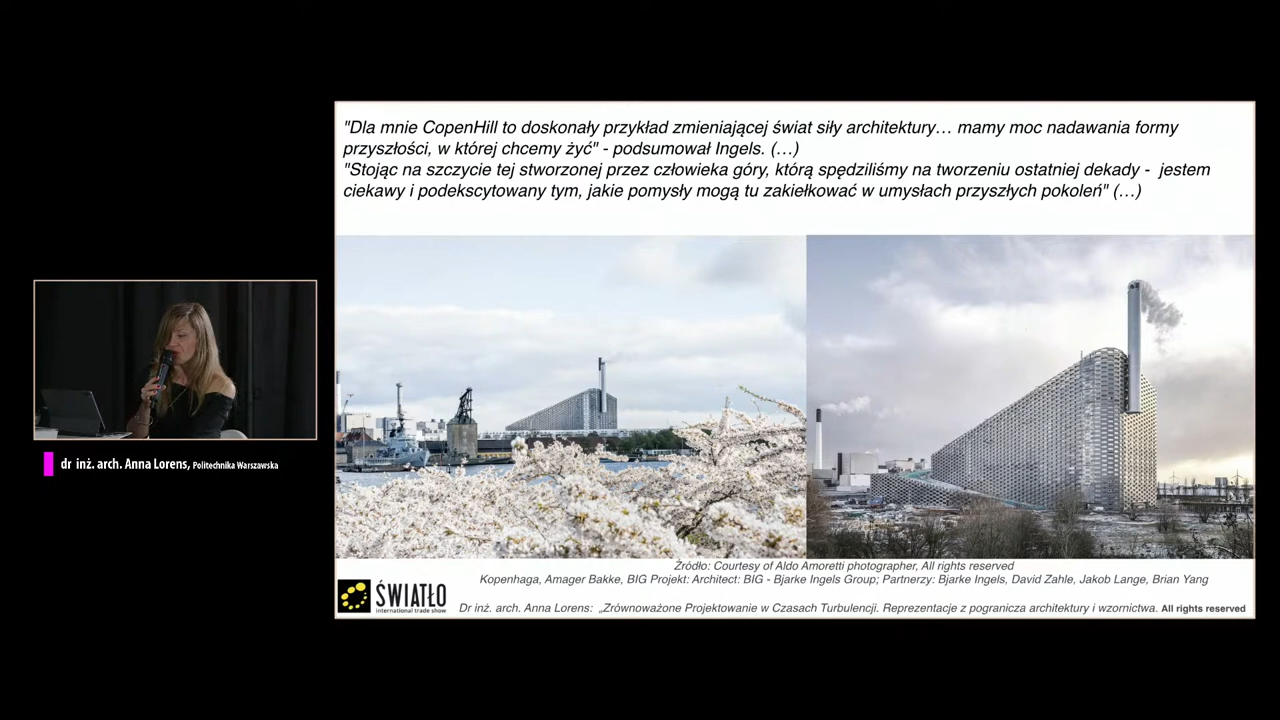 "Dla mnie CopenHill to doskonały przykład zmieniającej świat siły architektury… mamy moc nadawania formy
przyszłości, w której chcemy żyć" - podsumował Ingels. (…)
"Stojąc na szczycie tej stworzonej przez człowieka góry, którą spędziliśmy na tworzeniu ostatniej dekady - jestem
ciekawy i podekscytowany tym, jakie pomysły mogą tu zakiełkować w umysłach przyszłych pokoleń" (…)
dr inż. arch. Anna Lorens, Politechnika Warszawska
Źródło: Courtesy of Aldo Amoretti photographer, All rights reserved
Kopenhaga, Amager Bakke, BIG Projekt: Architect: BIG - Bjarke Ingels Group; Partnerzy: Bjarke Ingels, David Zahle, Jakob Lange, Brian Yang
ŚWIATŁO
international trade show
Dr inż. arch. Anna Lorens: „Zrównoważone Projektowanie w Czasach Turbulencji. Reprezentacje z pogranicza architektury i wzornictwa. All rights reserved